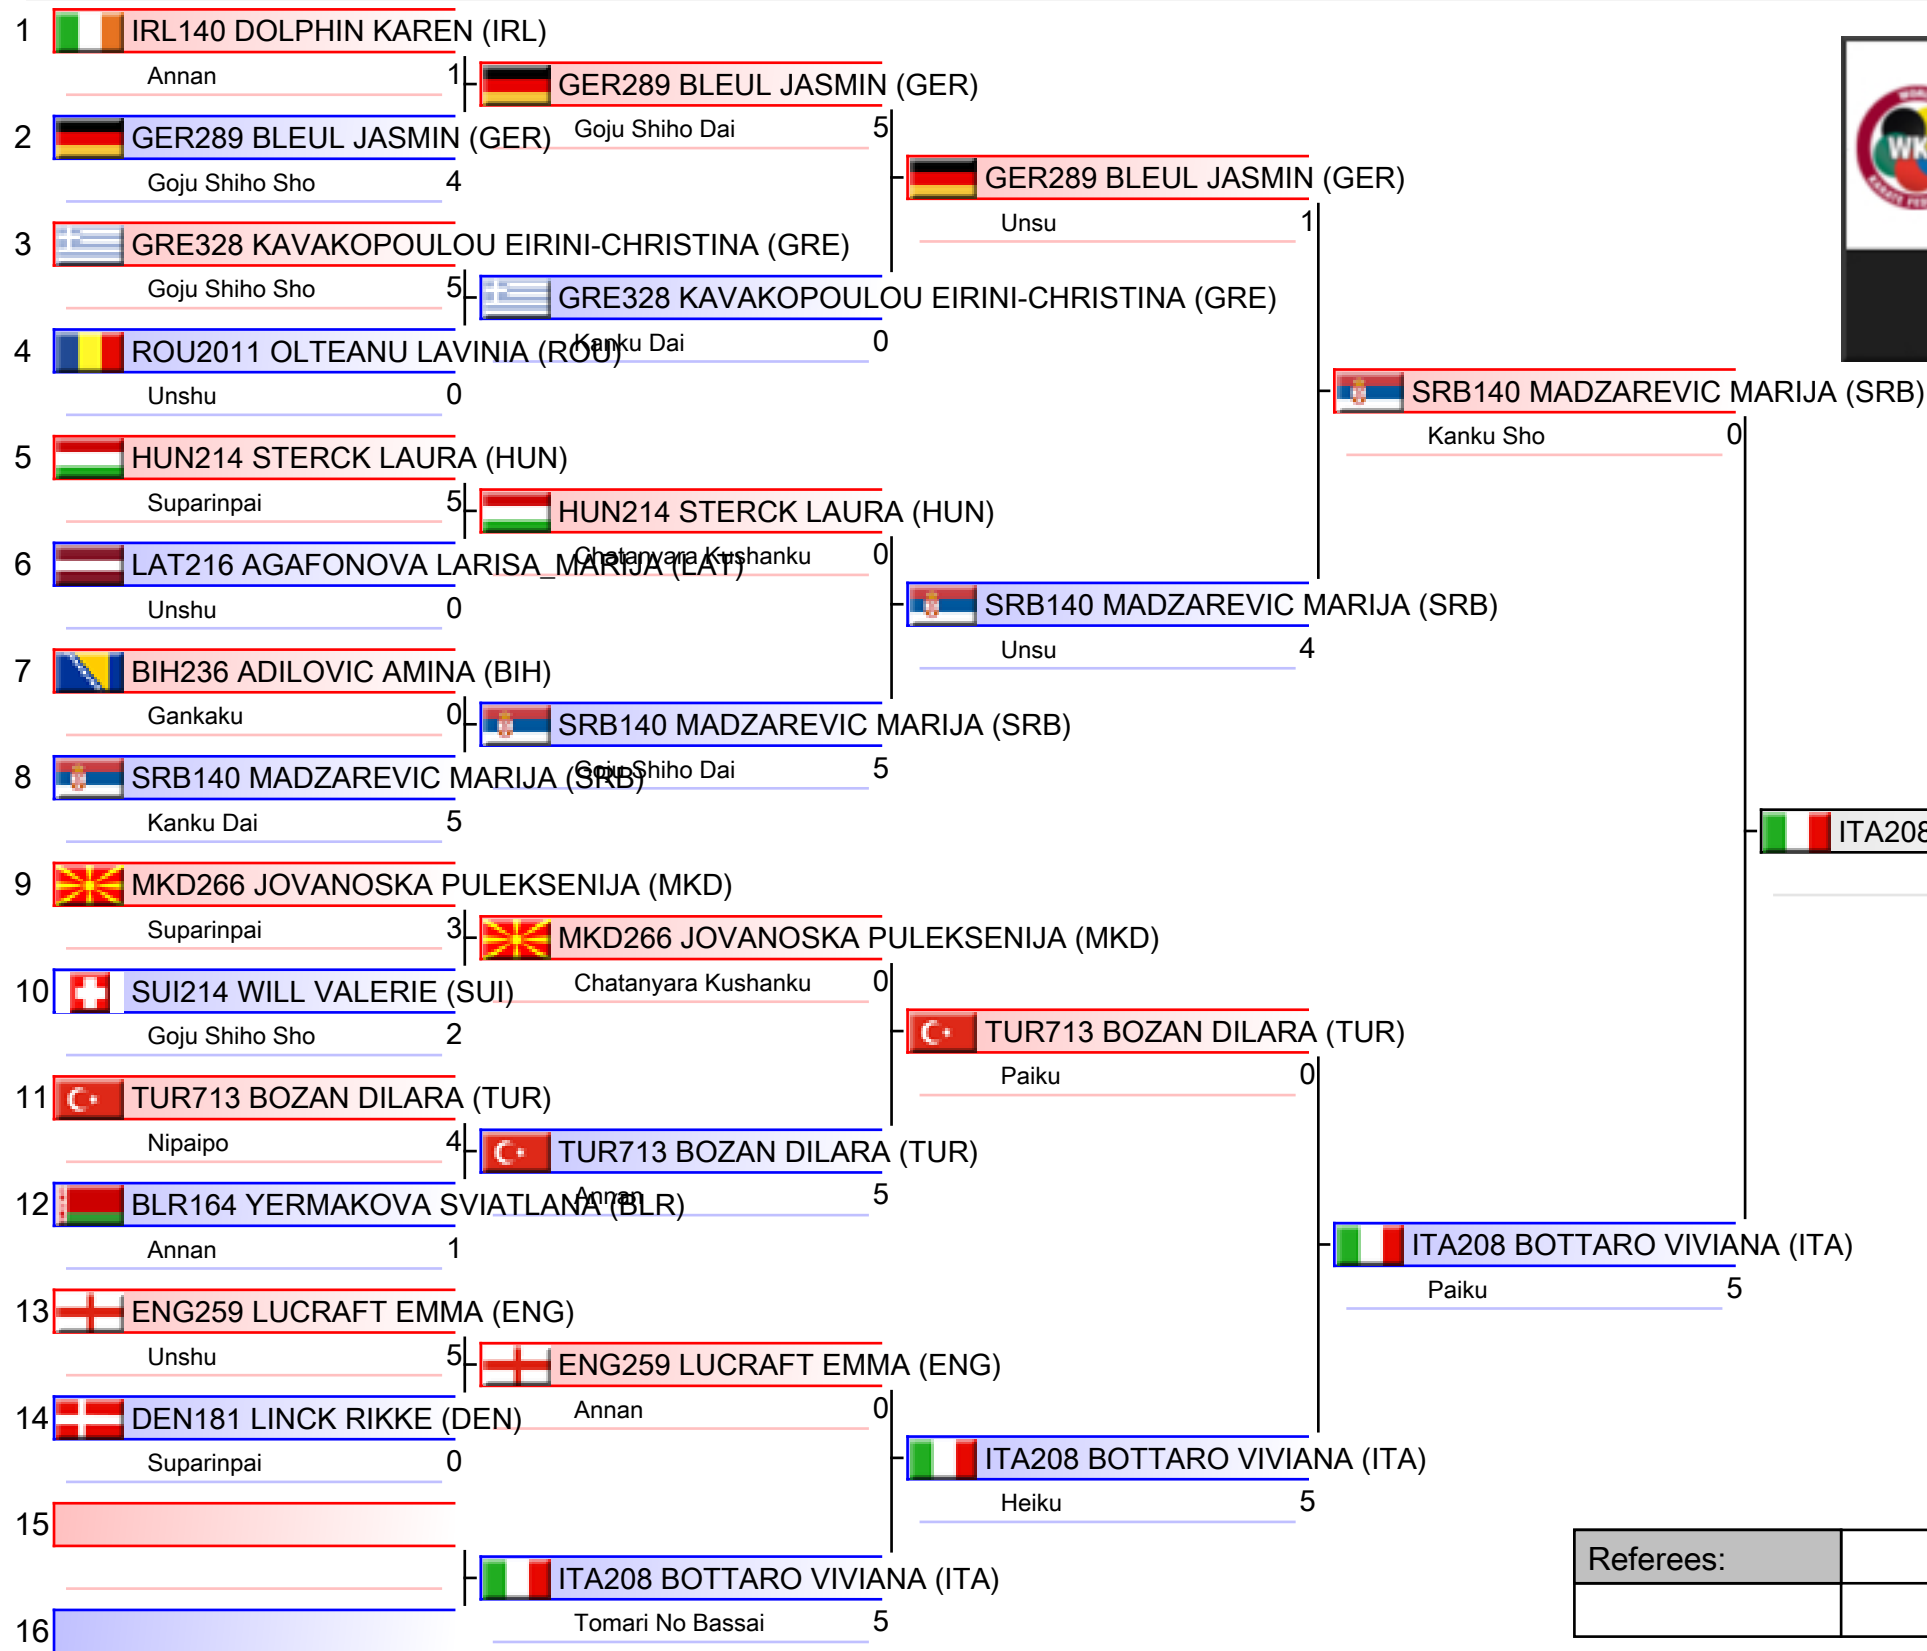 1 IRL140 DOLPHIN KAREN (IRL)
Annan 1
2 GER289 BLEUL JASMIN (GER)
Goju Shiho Sho 4
3 GRE328 KAVAKOPOULOU EIRINI-CHRISTINA (GRE)
Goju Shiho Sho 5
4 ROU2011 OLTEANU LAVINIA (ROU)
Unshu 0
5 HUN214 STERCK LAURA (HUN)
Suparinpai 5
6 LAT216 AGAFONOVA LARISA_MARIJA (LAT)
Unshu 0
7 BIH236 ADILOVIC AMINA (BIH)
Gankaku 0
8 SRB140 MADZAREVIC MARIJA (SRB)
Kanku Dai 5
9 MKD266 JOVANOSKA PULEKSENIJA (MKD)
Suparinpai 3
10 SUI214 WILL VALERIE (SUI)
Goju Shiho Sho 2
11 TUR713 BOZAN DILARA (TUR)
Nipaipo 4
12 BLR164 YERMAKOVA SVIATLANA (BLR)
Annan 1
13 ENG259 LUCRAFT EMMA (ENG)
Unshu 5
14 DEN181 LINCK RIKKE (DEN)
Suparinpai 0
15
16
GER289 BLEUL JASMIN (GER)
Goju Shiho Dai 5
GRE328 KAVAKOPOULOU EIRINI-CHRISTINA (GRE)
Kanku Dai 0
HUN214 STERCK LAURA (HUN)
Chatanyara Kushanku 0
SRB140 MADZAREVIC MARIJA (SRB)
Goju Shiho Dai 5
MKD266 JOVANOSKA PULEKSENIJA (MKD)
Chatanyara Kushanku 0
TUR713 BOZAN DILARA (TUR)
Annan 5
ENG259 LUCRAFT EMMA (ENG)
Annan 0
ITA208 BOTTARO VIVIANA (ITA)
Tomari No Bassai 5
GER289 BLEUL JASMIN (GER)
Unsu 1
SRB140 MADZAREVIC MARIJA (SRB)
Unsu 4
TUR713 BOZAN DILARA (TUR)
Paiku 0
ITA208 BOTTARO VIVIANA (ITA)
Heiku 5
SRB140 MADZAREVIC MARIJA (SRB)
Kanku Sho 0
ITA208 BOTTARO VIVIANA (ITA)
Paiku 5
ITA208
Referees: